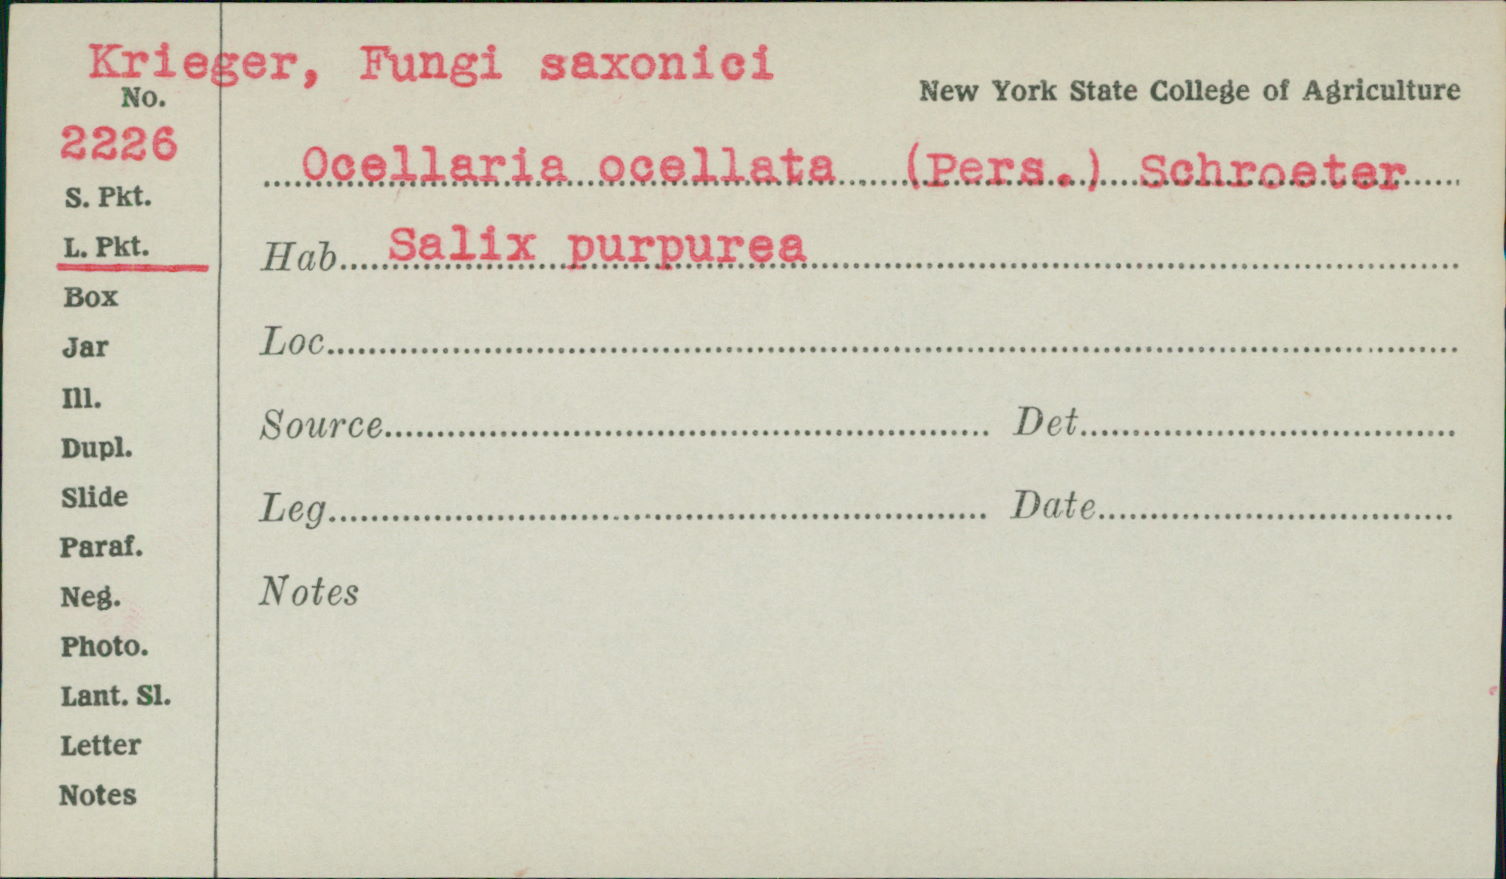 Krieger, Fungi saxonici
No.
New York State College of Agriculture
2226
Ocellaria ocellata (Pers.) Schroeter
S. Pkt.
L. Pkt.
Hab. Salix purpurea
Box
Jar
Loc.
Ill.
Dupl.
Source Det.
Slide
Leg. Date
Paraf.
Neg.
Notes
Photo.
Lant. Sl.
Letter
Notes